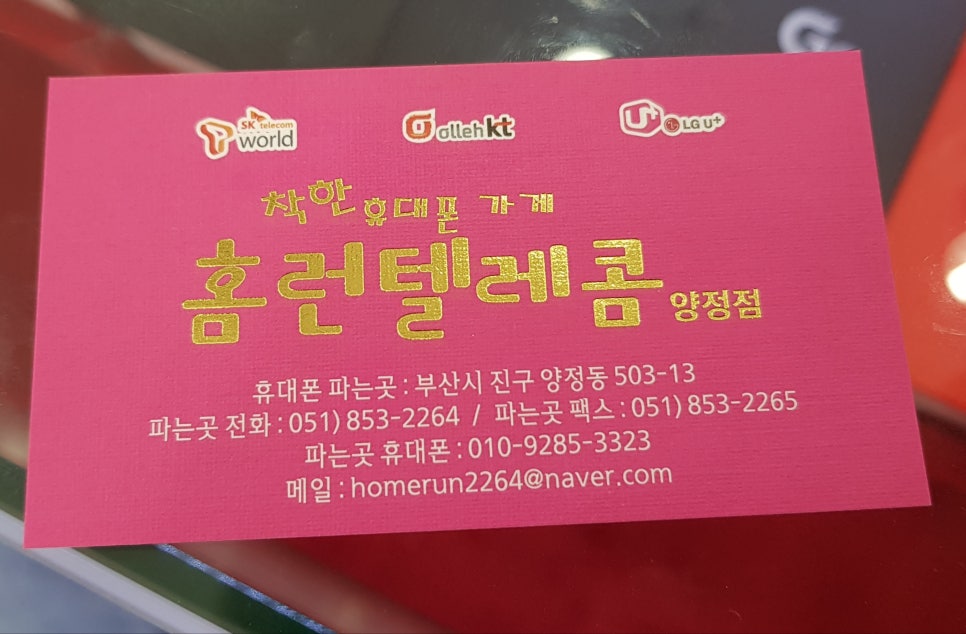 SK telecom
T world
olleh kt
U+ LG U+
착한 휴대폰 가게
홈런텔레콤 양정점
휴대폰 파는곳 : 부산시 진구 양정동 503-13
파는곳 전화 : 051) 853-2264 / 파는곳 팩스 : 051) 853-2265
파는곳 휴대폰 : 010-9285-3323
메일 : homerun2264@naver.com